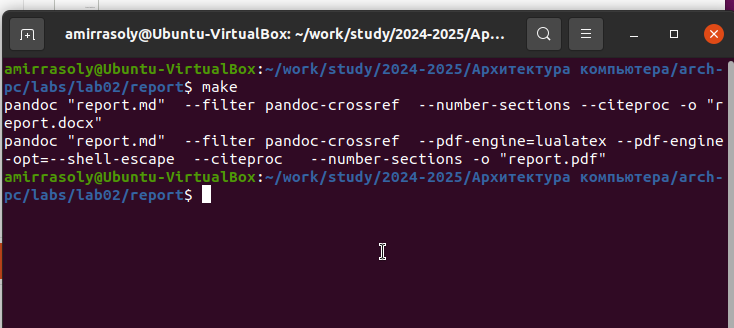 amirrasoly@Ubuntu-VirtualBox: ~/work/study/2024-2025/Ар...
amirrasoly@Ubuntu-VirtualBox:~/work/study/2024-2025/Архитектура компьютера/arch-
pc/labs/lab02/report$ make
pandoc "report.md"  --filter pandoc-crossref  --number-sections --citeproc -o "r
eport.docx"
pandoc "report.md"  --filter pandoc-crossref  --pdf-engine=lualatex --pdf-engine
-opt=--shell-escape  --citeproc   --number-sections -o "report.pdf"
amirrasoly@Ubuntu-VirtualBox:~/work/study/2024-2025/Архитектура компьютера/arch-
pc/labs/lab02/report$